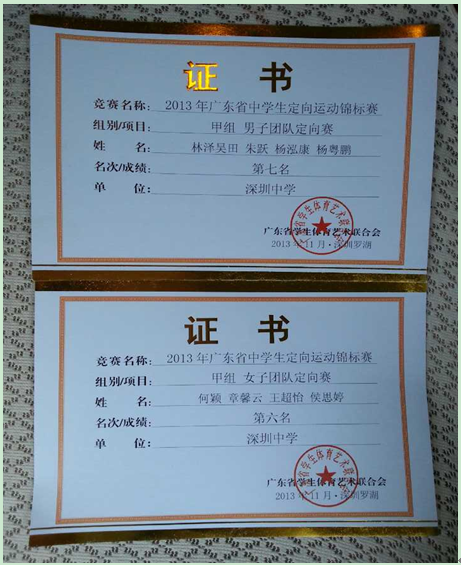 证 书
竞赛名称： 2013年广东省中学生定向运动锦标赛
组别/项目： 甲组 男子团队定向赛
姓 名： 林泽昊田 朱跃 杨泓康 杨粤鹏
名次/成绩： 第七名
单 位： 深圳中学
广东省学生体育艺术联合会
2013年11月·深圳罗湖
证 书
竞赛名称： 2013年广东省中学生定向运动锦标赛
组别/项目： 甲组 女子团队定向赛
姓 名： 何颖 章馨云 王超怡 侯思婷
名次/成绩： 第六名
单 位： 深圳中学
广东省学生体育艺术联合会
2013年11月·深圳罗湖